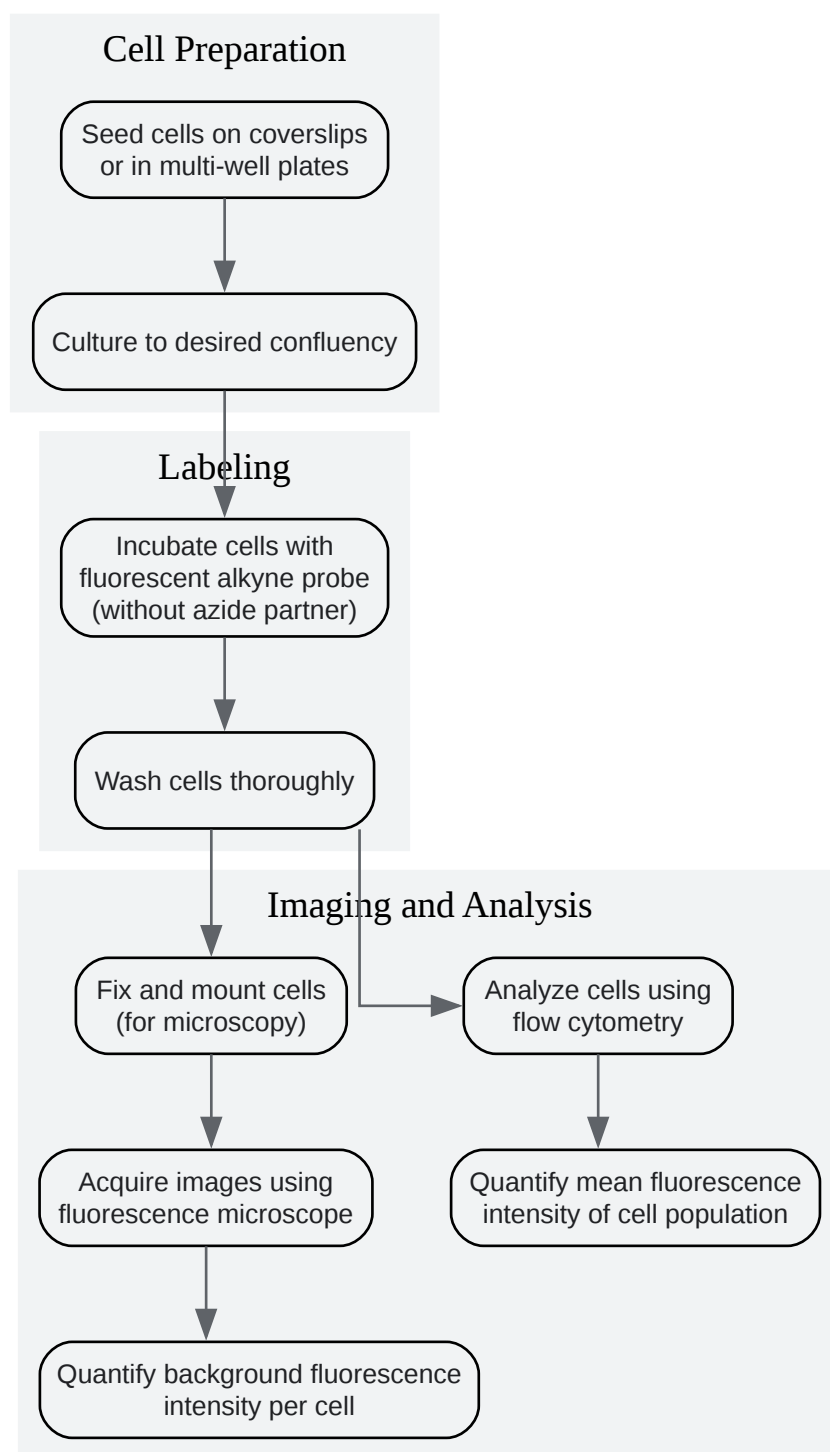 Cell Preparation
Seed cells on coverslips
or in multi-well plates
Culture to desired confluency
Labeling
Incubate cells with
fluorescent alkyne probe
(without azide partner)
Wash cells thoroughly
Imaging and Analysis
Fix and mount cells
(for microscopy)
Analyze cells using
flow cytometry
Acquire images using
fluorescence microscope
Quantify mean fluorescence
intensity of cell population
Quantify background fluorescence
intensity per cell